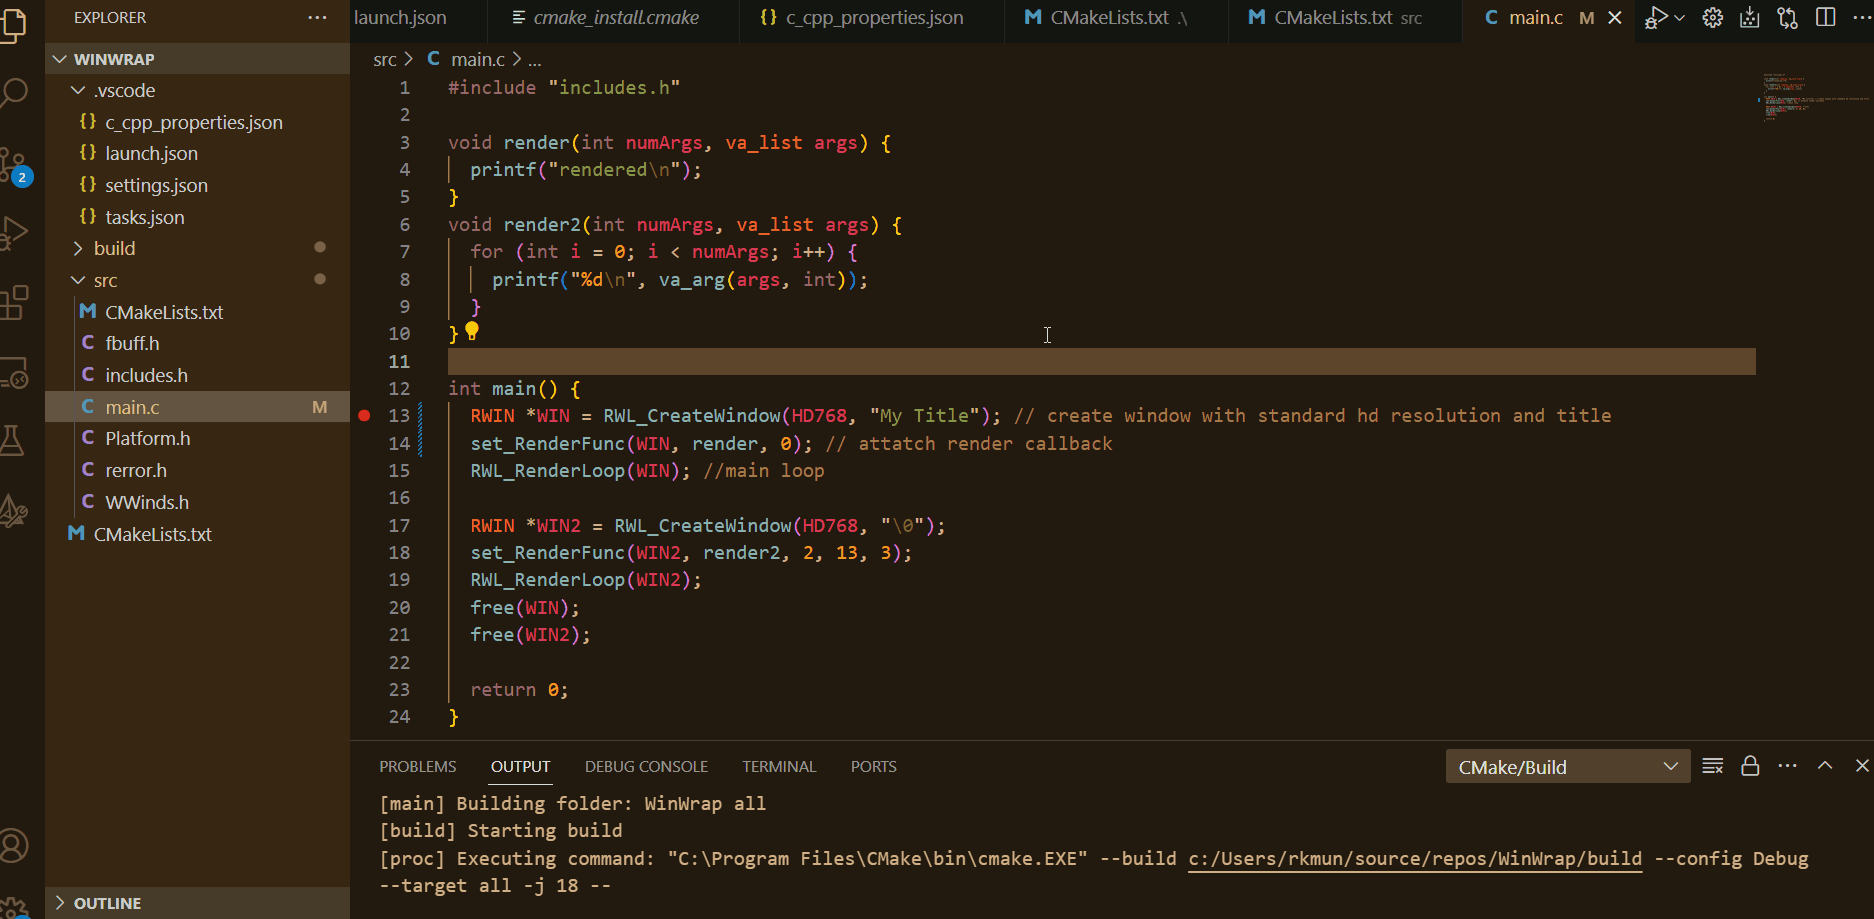 EXPLORER
WINWRAP
.vscode
c_cpp_properties.json
launch.json
settings.json
tasks.json
build
src
CMakeLists.txt
fbuff.h
includes.h
main.c M
Platform.h
rerror.h
WWinds.h
CMakeLists.txt
OUTLINE
2
launch.json cmake_install.cmake c_cpp_properties.json CMakeLists.txt .\ CMakeLists.txt src main.c M
src > C main.c > ...
1 #include "includes.h"
2
3 void render(int numArgs, va_list args) {
4 printf("rendered\n");
5 }
6 void render2(int numArgs, va_list args) {
7 for (int i = 0; i < numArgs; i++) {
8 printf("%d\n", va_arg(args, int));
9 }
10 }
11
12 int main() {
13 RWIN *WIN = RWL_CreateWindow(HD768, "My Title"); // create window with standard hd resolution and title
14 set_RenderFunc(WIN, render, 0); // attatch render callback
15 RWL_RenderLoop(WIN); //main loop
16
17 RWIN *WIN2 = RWL_CreateWindow(HD768, "\0");
18 set_RenderFunc(WIN2, render2, 2, 13, 3);
19 RWL_RenderLoop(WIN2);
20 free(WIN);
21 free(WIN2);
22
23 return 0;
24 }
PROBLEMS OUTPUT DEBUG CONSOLE TERMINAL PORTS CMake/Build
[main] Building folder: WinWrap all
[build] Starting build
[proc] Executing command: "C:\Program Files\CMake\bin\cmake.EXE" --build c:/Users/rkmun/source/repos/WinWrap/build --config Debug
--target all -j 18 --